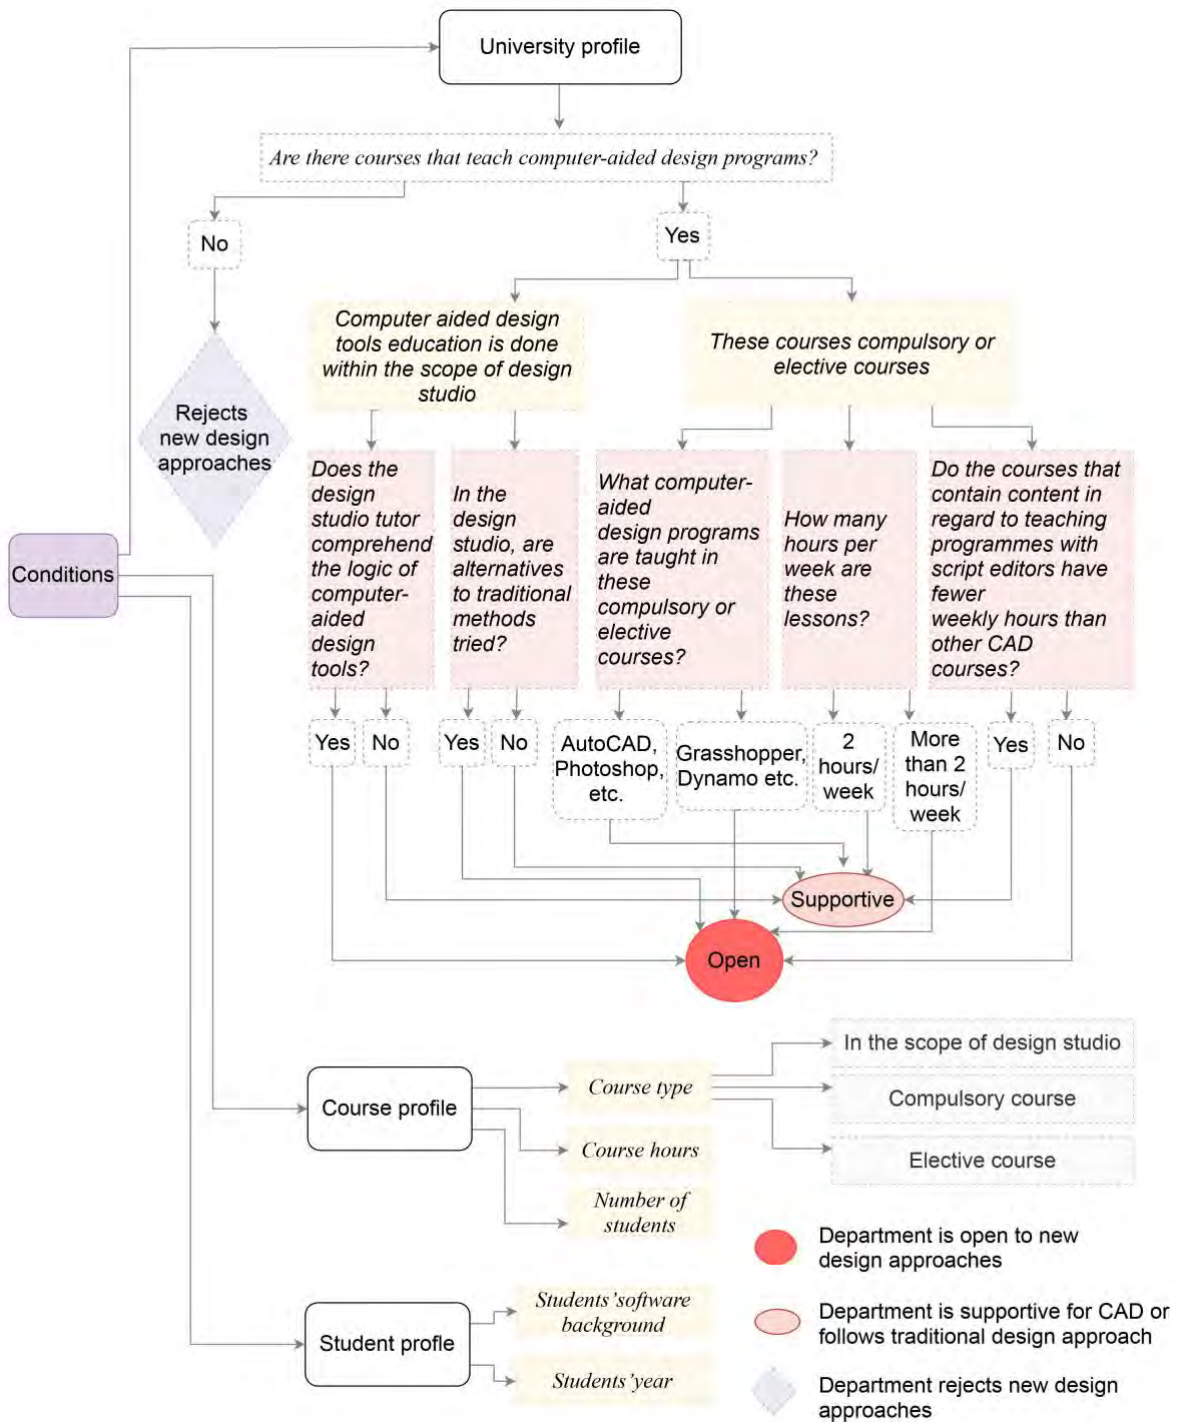 University profile
Are there courses that teach computer-aided design programs?
No
Yes
Rejects
new design
approaches
Computer aided design
tools education is done
within the scope of design
studio
These courses compulsory or
elective courses
Conditions
Does the
design
studio tutor
comprehend
the logic of
computer-
aided
design
tools?
In the
design
studio, are
alternatives
to traditional
methods
tried?
What computer-
aided
design programs
are taught in
these
compulsory or
elective
courses?
How many
hours per
week are
these
lessons?
Do the courses that
contain content in
regard to teaching
programmes with
script editors have
fewer
weekly hours than
other CAD
courses?
Yes
No
Yes
No
AutoCAD,
Photoshop,
etc.
Grasshopper,
Dynamo etc.
2
hours/
week
More
than 2
hours/
week
Yes
No
Supportive
Open
Course profile
Course type
Course hours
Number of
students
In the scope of design studio
Compulsory course
Elective course
Student profle
Students'software
background
Students'year
Department is open to new
design approaches
Department is supportive for CAD or
follows traditional design approach
Department rejects new design
approaches